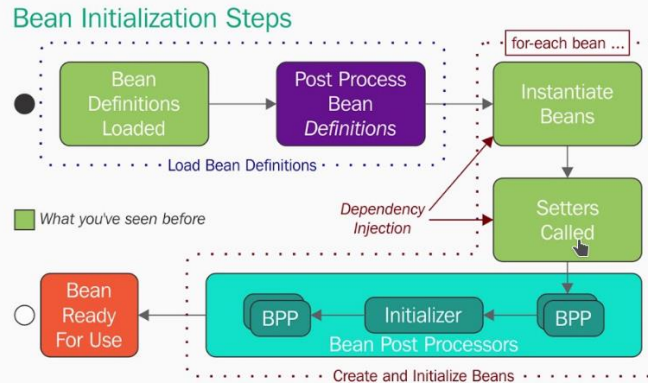 Bean Initialization Steps
for-each bean ...
Bean
Definitions
Loaded
Post Process
Bean
Definitions
Instantiate
Beans
Load Bean Definitions
What you've seen before
Dependency
Injection
Setters
Called
Bean
Ready
For Use
BPP
Initializer
BPP
Bean Post Processors
Create and Initialize Beans